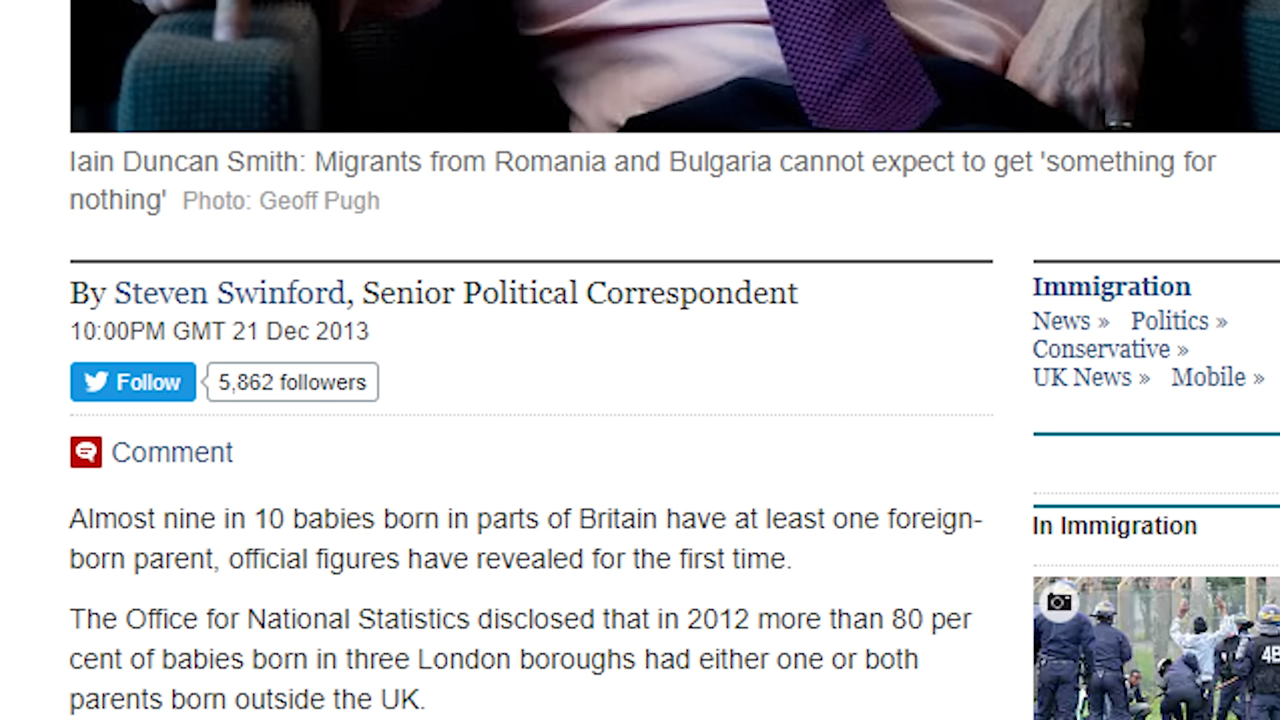 Iain Duncan Smith: Migrants from Romania and Bulgaria cannot expect to get 'something for
nothing' Photo: Geoff Pugh
By Steven Swinford, Senior Political Correspondent
10:00PM GMT 21 Dec 2013
Follow 5,862 followers
Comment
Almost nine in 10 babies born in parts of Britain have at least one foreign-
born parent, official figures have revealed for the first time.
The Office for National Statistics disclosed that in 2012 more than 80 per
cent of babies born in three London boroughs had either one or both
parents born outside the UK.
Immigration
News » Politics »
Conservative »
UK News » Mobile »
In Immigration
4B